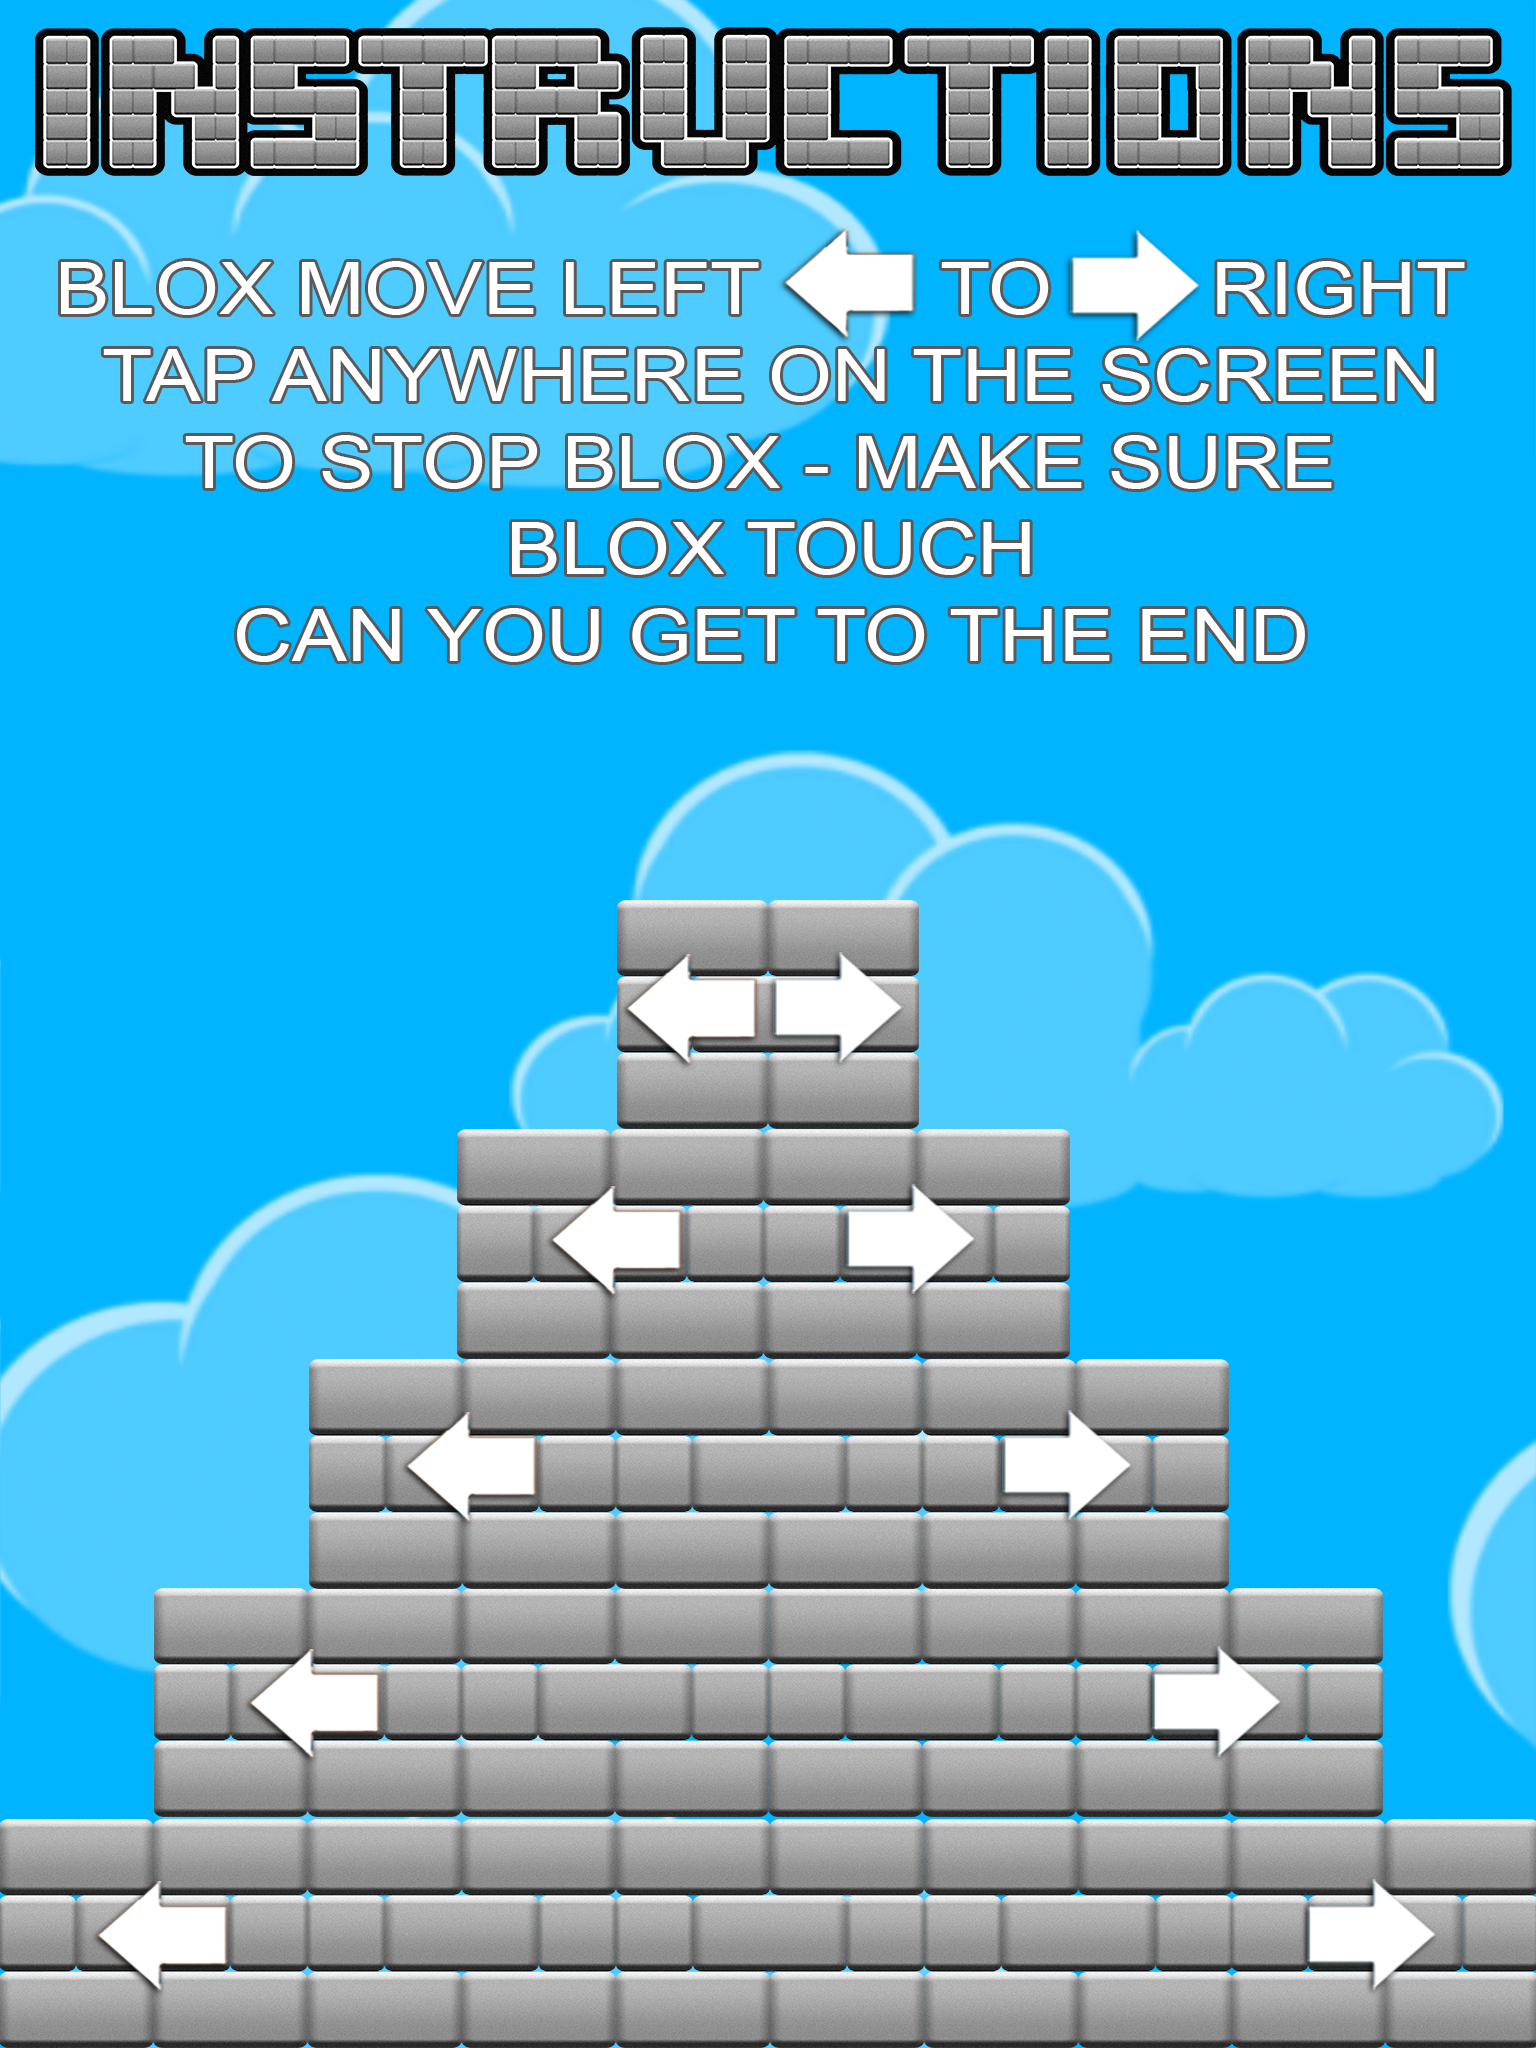 INSTRUCTIONS
BLOX MOVE LEFT TO RIGHT
TAP ANYWHERE ON THE SCREEN
TO STOP BLOX - MAKE SURE
BLOX TOUCH
CAN YOU GET TO THE END